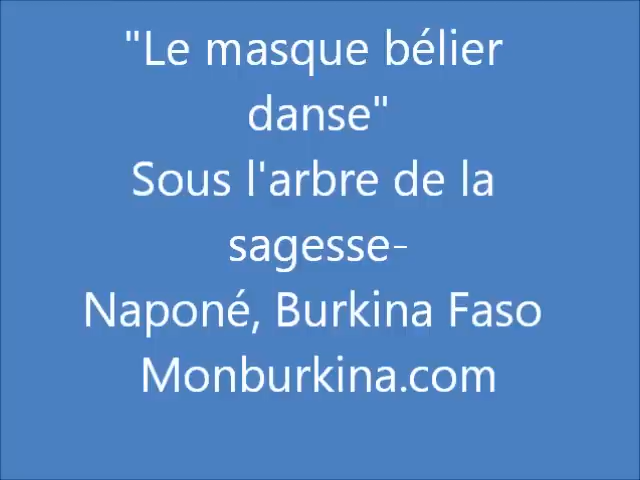 "Le masque bélier
danse"
Sous l'arbre de la
sagesse-
Naponé, Burkina Faso
Monburkina.com